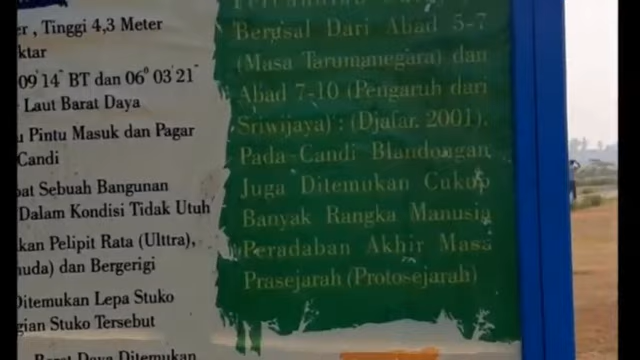 , Tinggi 4,3 Meter
ktar
09'14" BT dan 06° 03'21"
Laut Barat Daya
Pintu Masuk dan Pagar
Candi
Sebuah Bangunan
Dalam Kondisi Tidak Utuh
kan Pelipit Rata (Ulttra),
uda) dan Bergerigi
Ditemukan Lepa Stuko
gian Stuko Tersebut
Barat Daya Ditemukan
Berasal Dari Abad 5-7
(Masa Tarumanegara) dan
Abad 7-10 (Pengaruh dari
Sriwijaya) : (Djafar, 2001).
Pada Candi Blandongan
Juga Ditemukan Cukup
Banyak Rangka Manusia
Peradaban Akhir Masa
Prasejarah (Protosejarah)